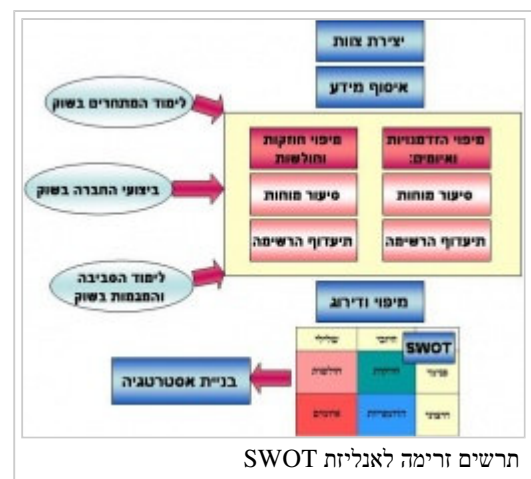 יצירת צוות
איסוף מידע
לימוד המתחרים בשוק
ביצועי החברה בשוק
לימוד הסביבה
והמגמות בשוק
מיפוי הזדמנויות
ואיומים:
סיעור מוחות
תיעדוף הרשימה
מיפוי חוזקות
וחולשות
סיעור מוחות
תיעדוף הרשימה
מיפוי ודירוג
SWOT
חיובי
שלילי
פנימי
חוזקות
חולשות
חיצוני
הזדמנויות
איומים
בניית אסטרטגיה
תרשים זרימה לאנליזת SWOT